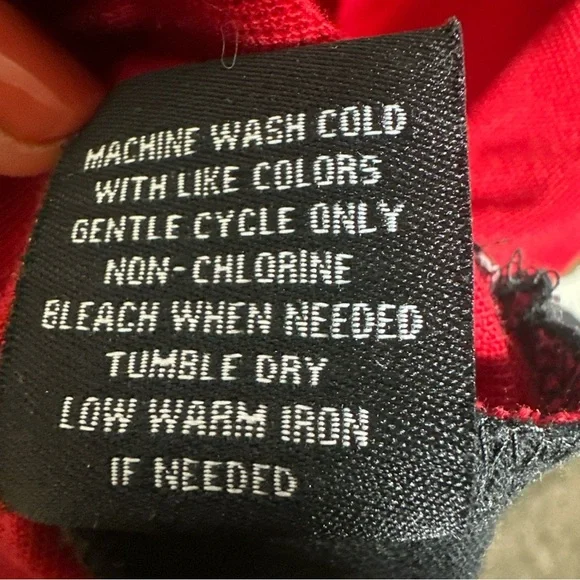 MACHINE WASH COLD
WITH LIKE COLORS
GENTLE CYCLE ONLY
NON-CHLORINE
BLEACH WHEN NEEDED
TUMBLE DRY
LOW WARM IRON
IF NEEDED